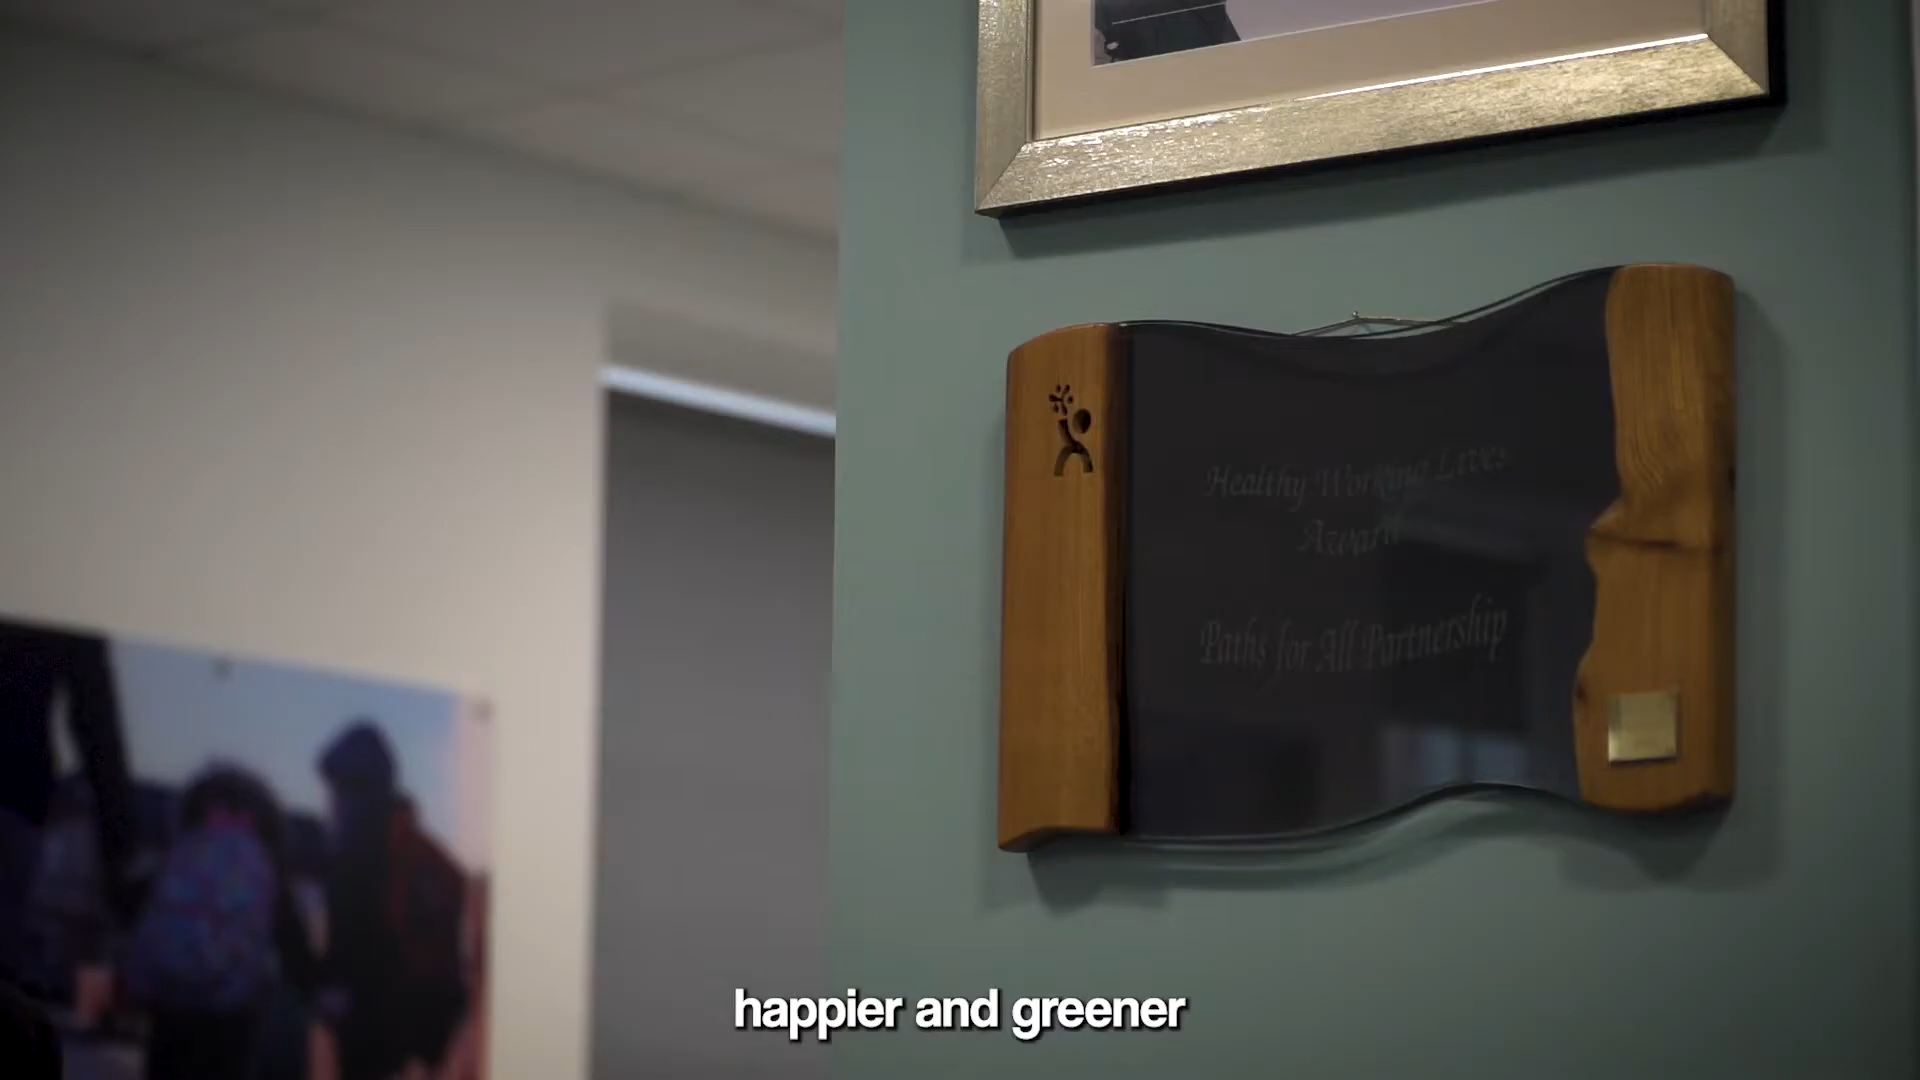 Healthy Working Lives
Award
Paths for All Partnership
happier and greener